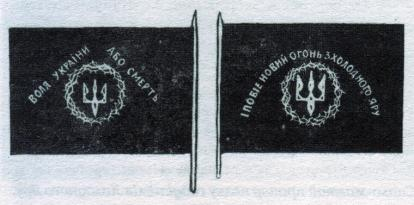 ВОЛЯ УКРАЇНИ АБО СМЕРТЬ
І ПОВІЄ НОВИЙ ОГОНЬ З ХОЛОДНОГО ЯРУ